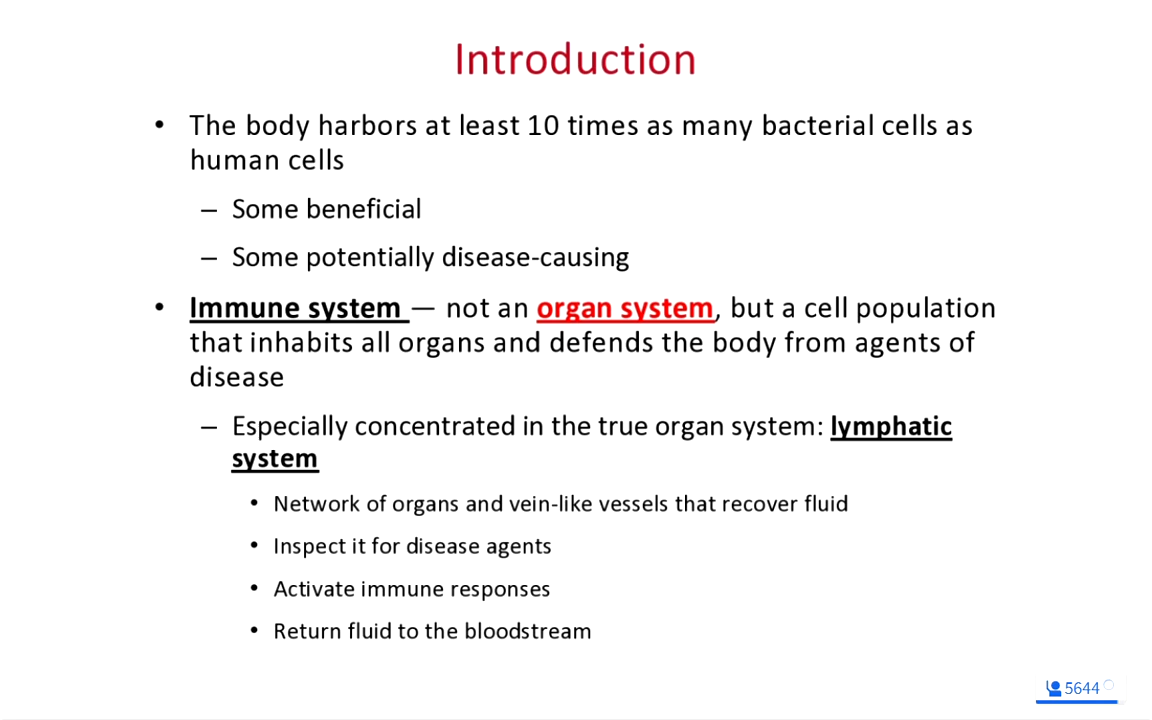 Introduction
• The body harbors at least 10 times as many bacterial cells as
human cells
– Some beneficial
– Some potentially disease-causing
• Immune system — not an organ system, but a cell population
that inhabits all organs and defends the body from agents of
disease
– Especially concentrated in the true organ system: lymphatic
system
• Network of organs and vein-like vessels that recover fluid
• Inspect it for disease agents
• Activate immune responses
• Return fluid to the bloodstream
5644